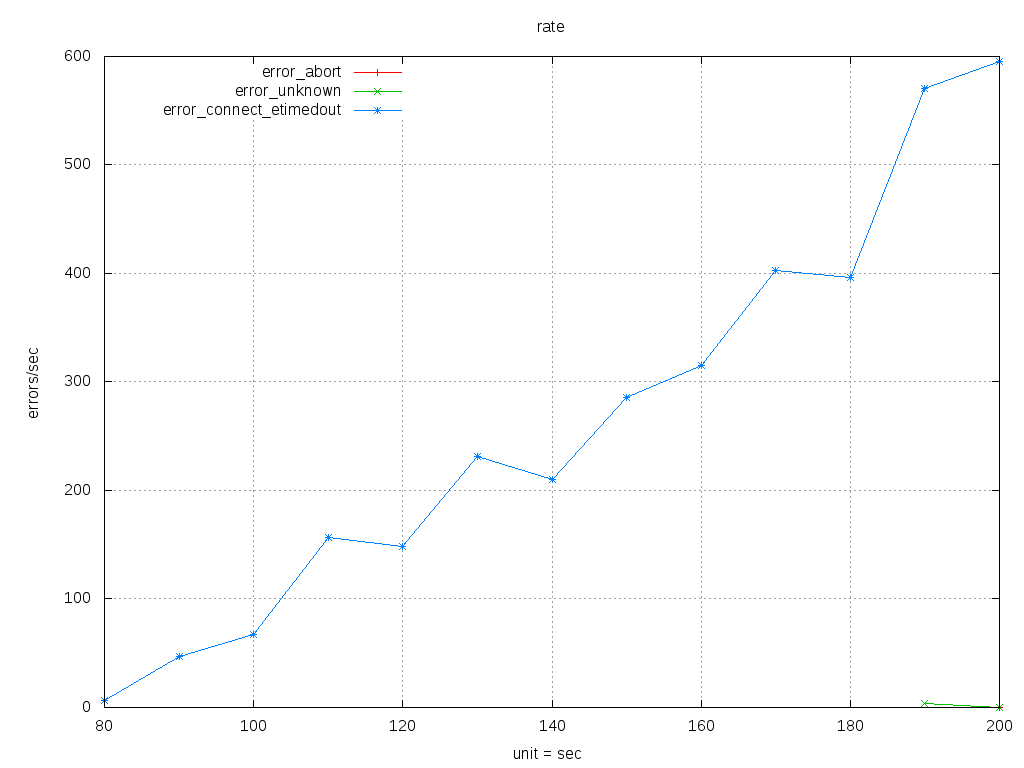 rate
600
500
400
300
200
100
0
errors/sec
error_abort
error_unknown
error_connect_etimedout
80 100 120 140 160 180 200
unit = sec